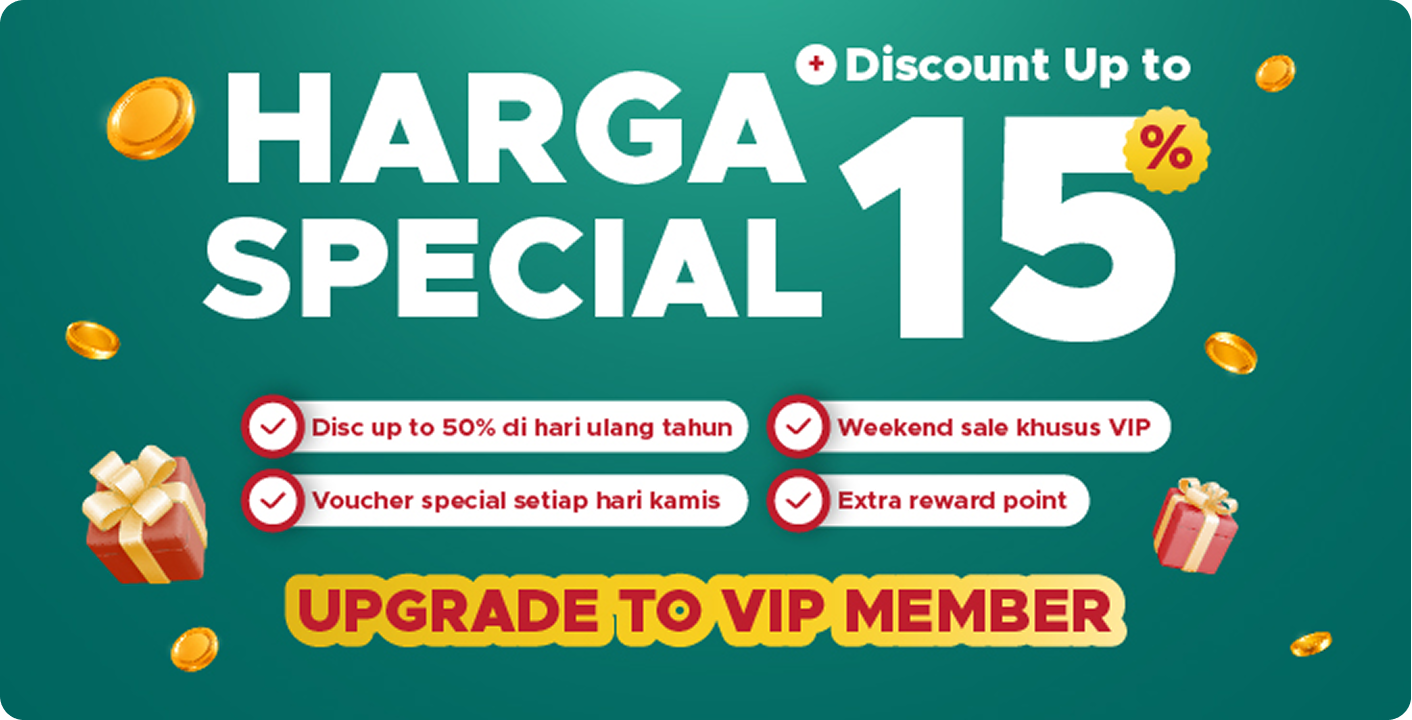 HARGA
SPECIAL
+ Discount Up to
15%
Disc up to 50% di hari ulang tahun
Weekend sale khusus VIP
Voucher special setiap hari kamis
Extra reward point
UPGRADE TO VIP MEMBER